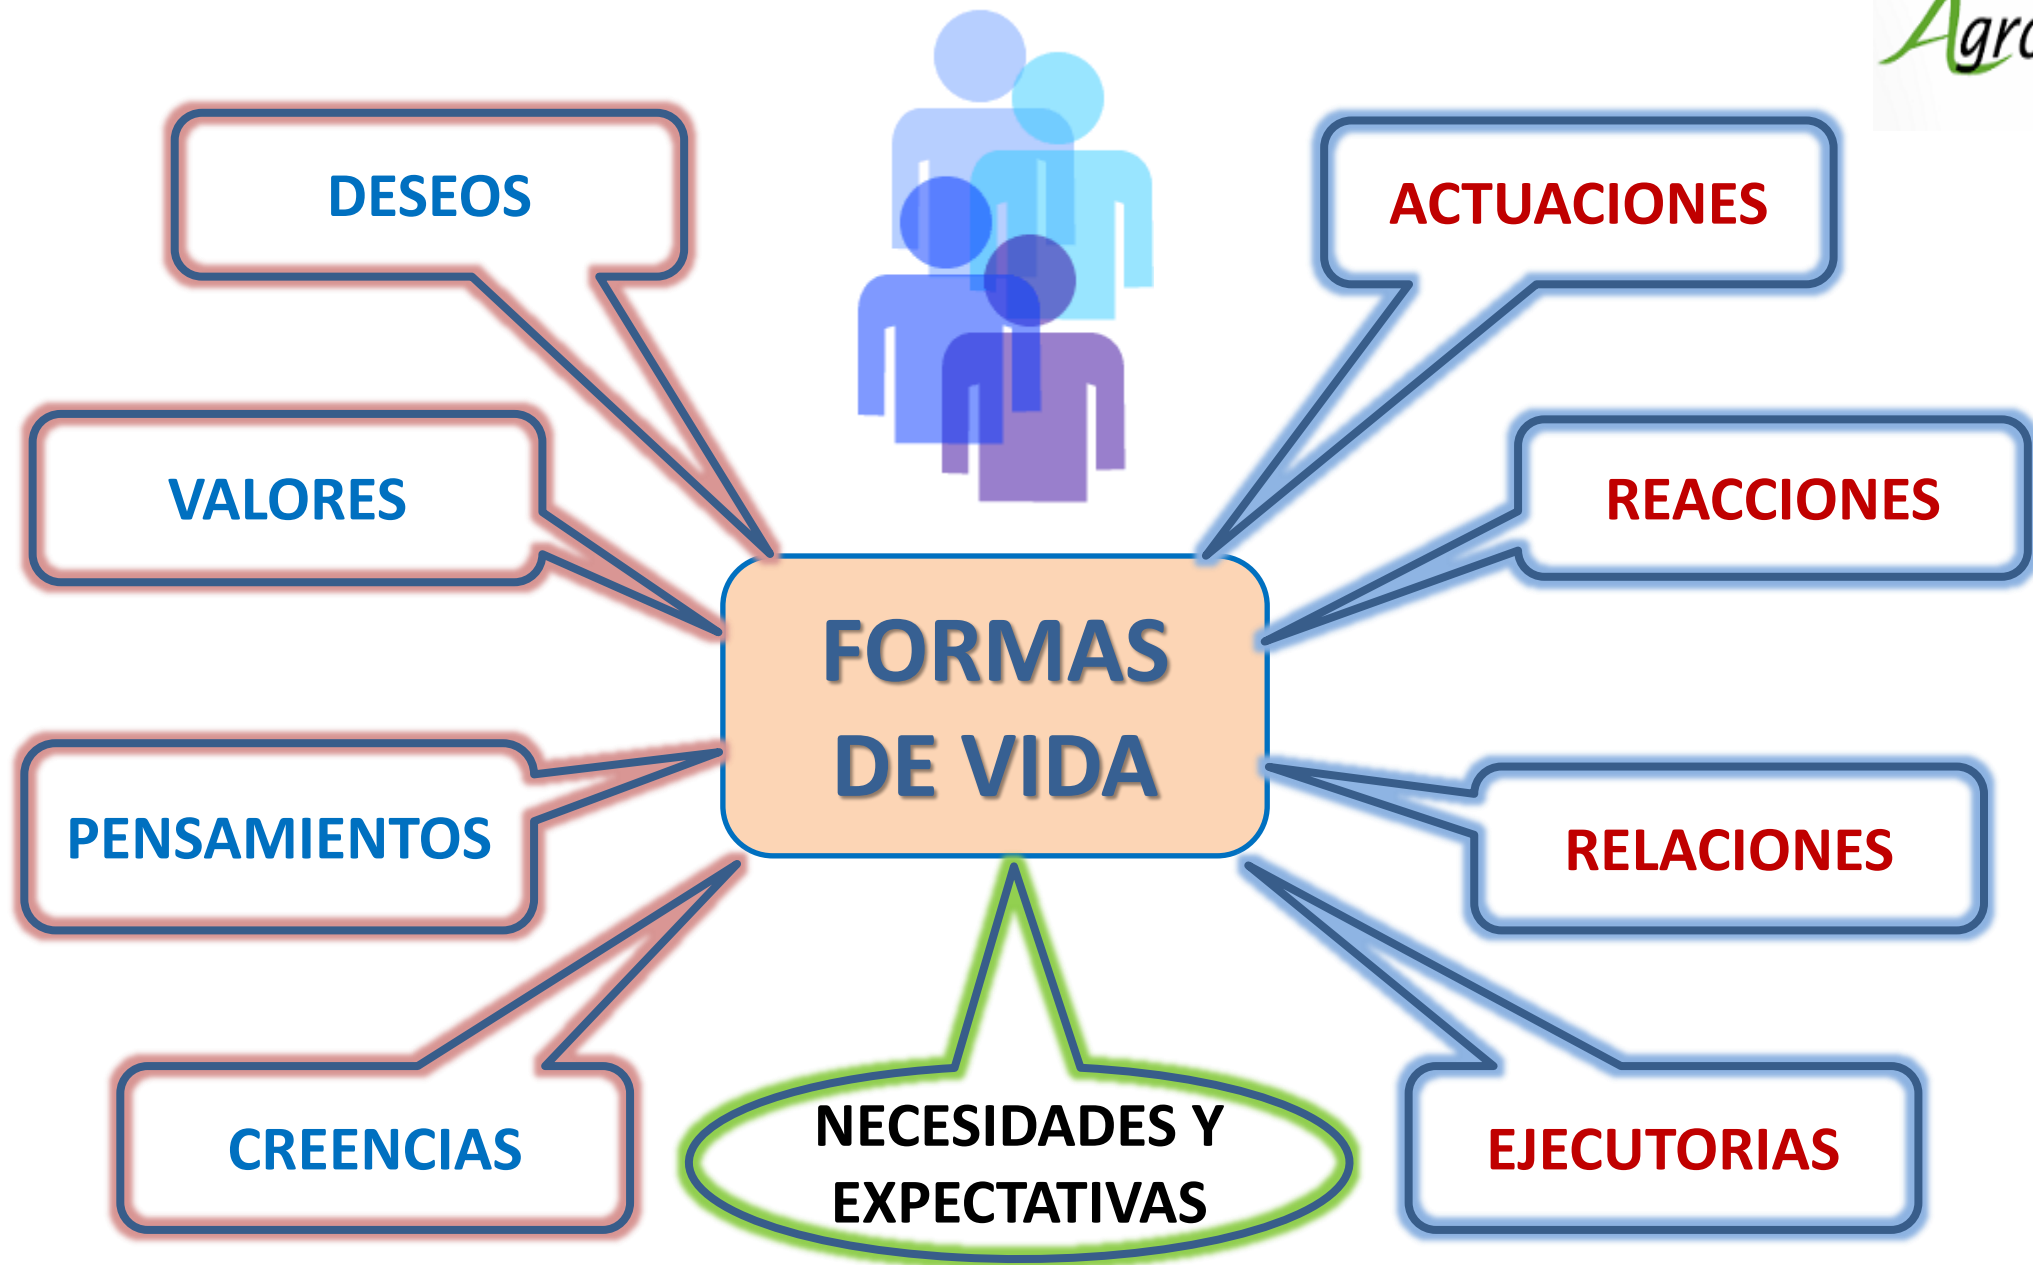 DESEOS
ACTUACIONES
VALORES
REACCIONES
FORMAS
DE VIDA
PENSAMIENTOS
RELACIONES
CREENCIAS
NECESIDADES Y
EXPECTATIVAS
EJECUTORIAS